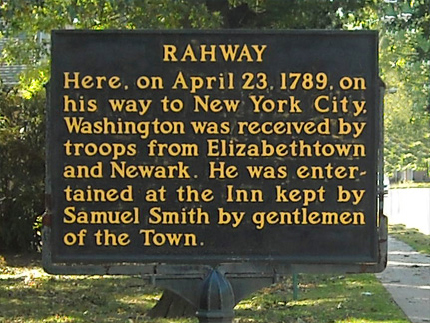 RAHWAY
Here, on April 23, 1789, on
his way to New York City,
Washington was received by
troops from Elizabethtown
and Newark. He was enter-
tained at the Inn kept by
Samuel Smith by gentlemen
of the Town.